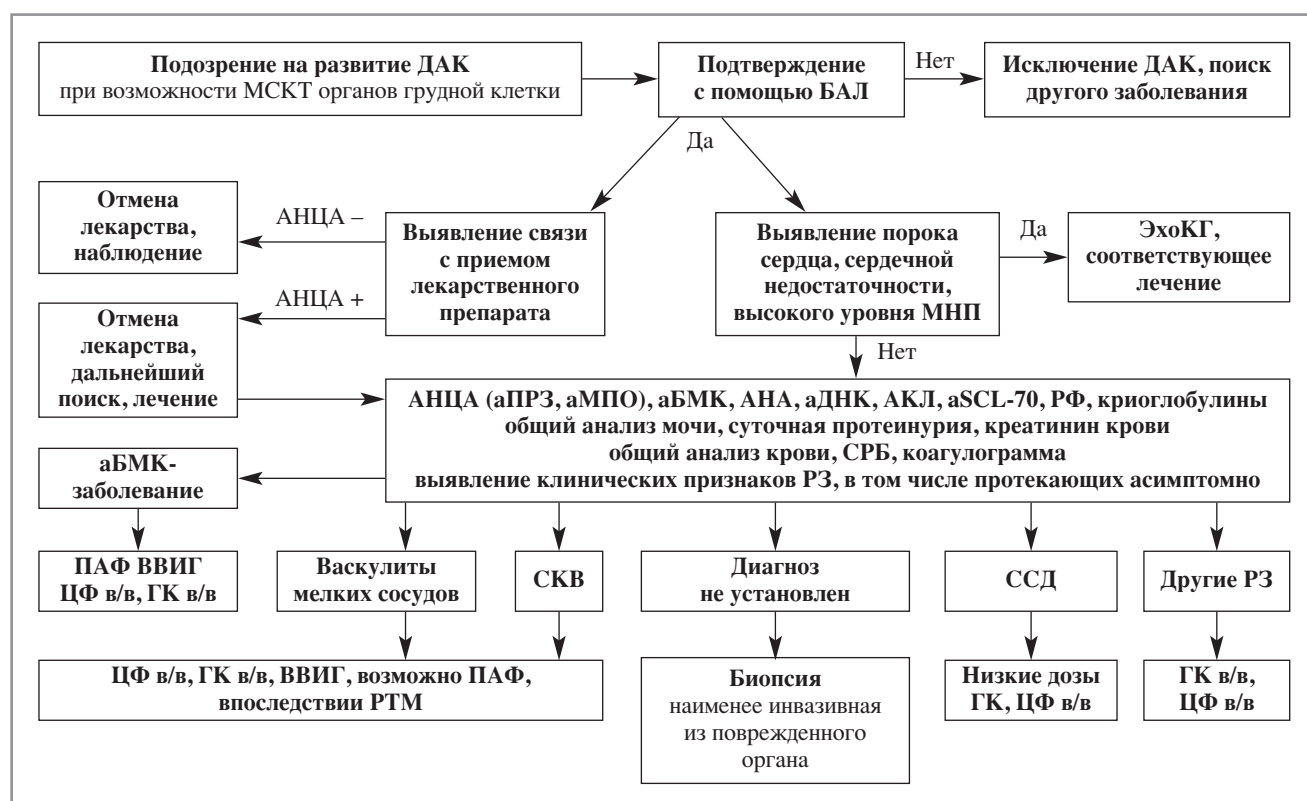 Подозрение на развитие ДАК
при возможности МСКТ органов грудной клетки
Подтверждение
с помощью БАЛ
Нет
Исключение ДАК, поиск
другого заболевания
Да
Отмена
лекарства,
наблюдение
АНЦА –
Выявление связи
с приемом
лекарственного
препарата
Выявление порока
сердца, сердечной
недостаточности,
высокого уровня МНП
Да
ЭхоКГ,
соответствующее
лечение
АНЦА +
Отмена
лекарства,
дальнейший
поиск, лечение
Нет
АНЦА (аПРЗ, аМПО), аБМК, АНА, аДНК, АКЛ, aSCL-70, РФ, криоглобулины
общий анализ мочи, суточная протеинурия, креатинин крови
общий анализ крови, СРБ, коагулограмма
выявление клинических признаков РЗ, в том числе протекающих асимптомно
аБМК-
заболевание
ПАФ ВВИГ
ЦФ в/в, ГК в/в
Васкулиты
мелких сосудов
СКВ
Диагноз
не установлен
ССД
Другие РЗ
ЦФ в/в, ГК в/в, ВВИГ, возможно ПАФ,
впоследствии РТМ
Биопсия
наименее инвазивная
из поврежденного
органа
Низкие дозы
ГК, ЦФ в/в
ГК в/в,
ЦФ в/в